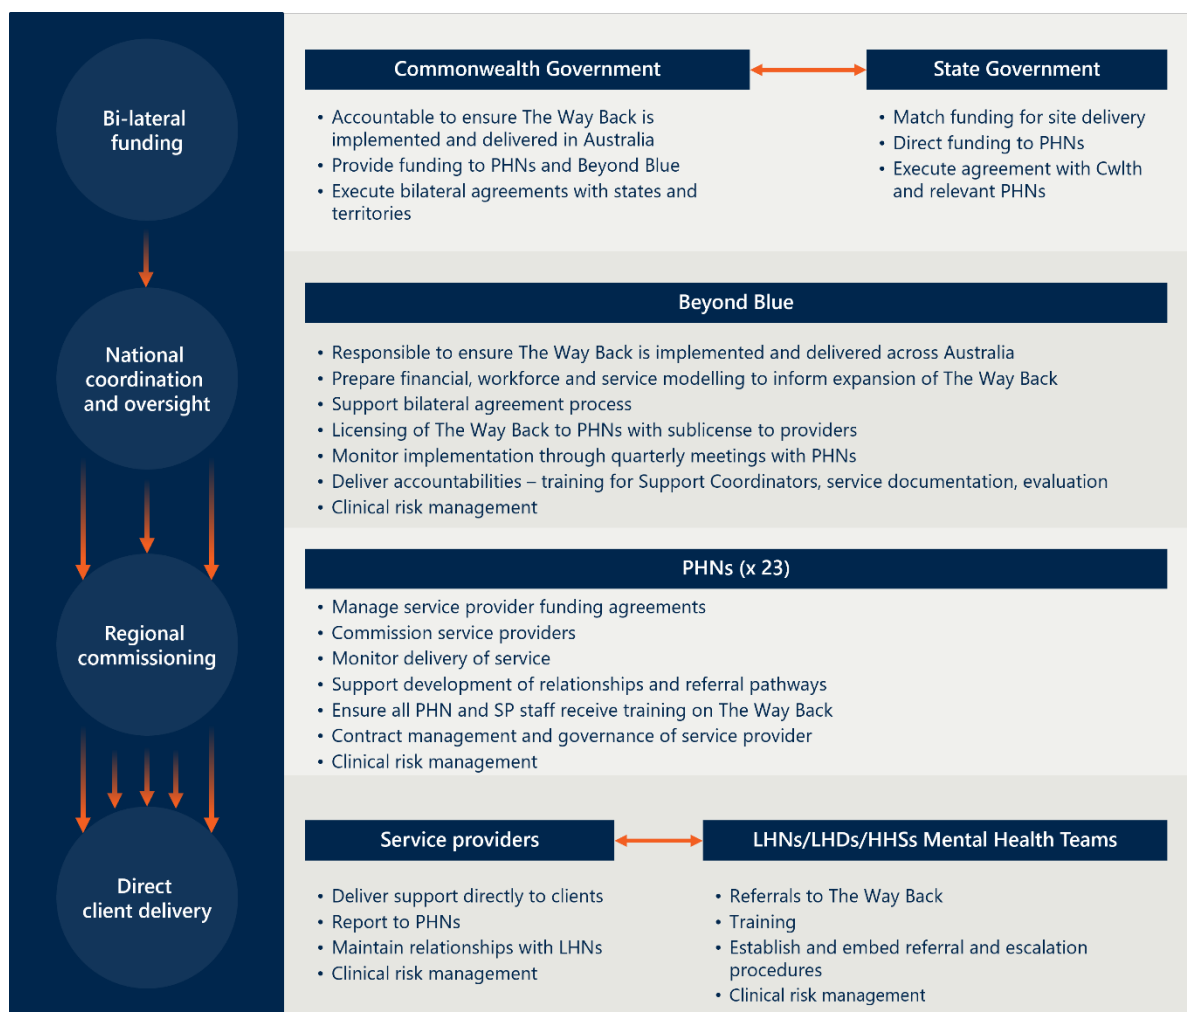 Bi-lateral
funding
Commonwealth Government
• Accountable to ensure The Way Back is
implemented and delivered in Australia
• Provide funding to PHNs and Beyond Blue
• Execute bilateral agreements with states and
territories
State Government
• Match funding for site delivery
• Direct funding to PHNs
• Execute agreement with Cwlth
and relevant PHNs
National
coordination
and oversight
Beyond Blue
• Responsible to ensure The Way Back is implemented and delivered across Australia
• Prepare financial, workforce and service modelling to inform expansion of The Way Back
• Support bilateral agreement process
• Licensing of The Way Back to PHNs with sublicense to providers
• Monitor implementation through quarterly meetings with PHNs
• Deliver accountabilities – training for Support Coordinators, service documentation, evaluation
• Clinical risk management
Regional
commissioning
PHNs (x 23)
• Manage service provider funding agreements
• Commission service providers
• Monitor delivery of service
• Support development of relationships and referral pathways
• Ensure all PHN and SP staff receive training on The Way Back
• Contract management and governance of service provider
• Clinical risk management
Direct
client delivery
Service providers
• Deliver support directly to clients
• Report to PHNs
• Maintain relationships with LHNs
• Clinical risk management
LHNs/LHDs/HHSs Mental Health Teams
• Referrals to The Way Back
• Training
• Establish and embed referral and escalation
procedures
• Clinical risk management